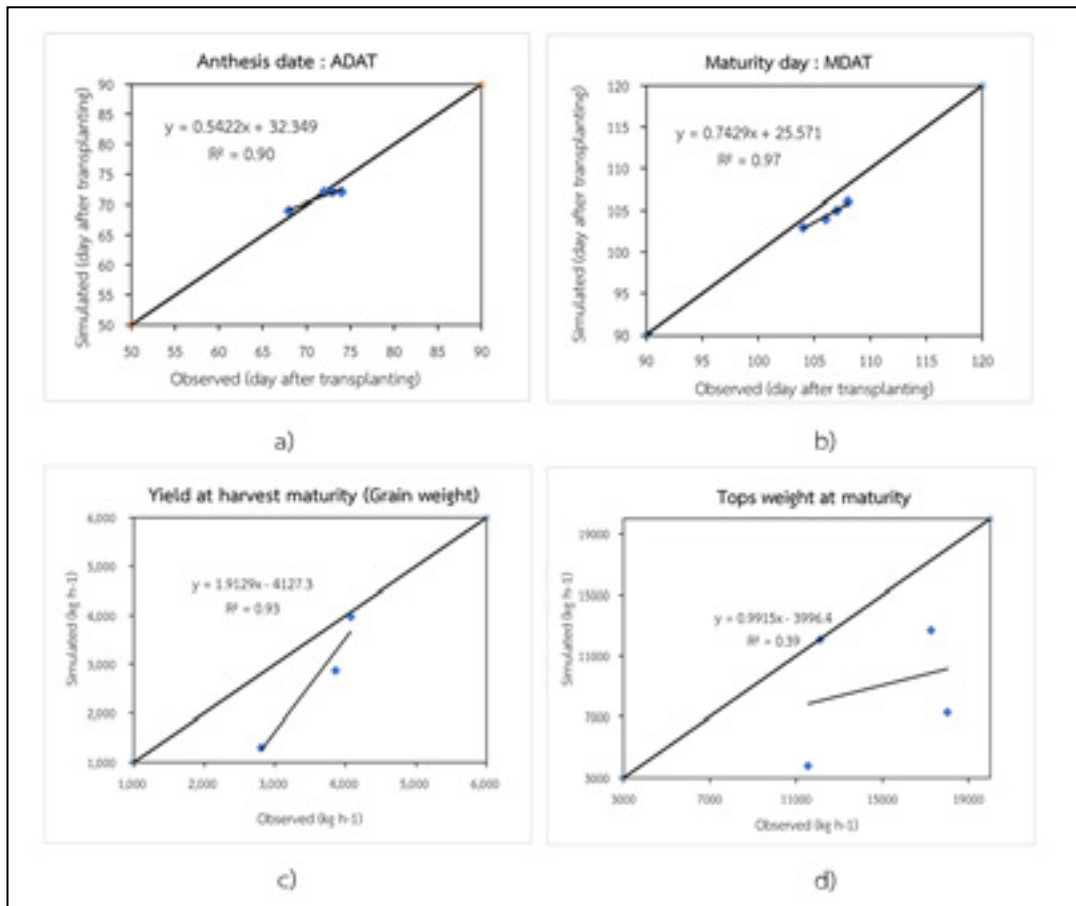 Anthesis date : ADAT
90
85
80
75
70
65
60
55
50
y = 0.5422x + 32.349
R² = 0.90
Simulated (day after transplanting)
50 55 60 65 70 75 80 85 90
Observed (day after transplanting)
a)
Maturity day : MDAT
120
115
110
105
100
95
90
y = 0.7429x + 25.571
R² = 0.97
Simulated (day after transplanting)
90 95 100 105 110 115 120
Observed (day after transplanting)
b)
Yield at harvest maturity (Grain weight)
6,000
5,000
4,000
3,000
2,000
1,000
y = 1.9129x - 4127.3
R² = 0.93
Simulated (kg h-1)
1,000 2,000 3,000 4,000 5,000 6,000
Observed (kg h-1)
c)
Tops weight at maturity
19000
15000
11000
7000
3000
y = 0.9915x - 3996.4
R² = 0.39
Simulated (kg h-1)
3000 7000 11000 15000 19000
Observed (kg h-1)
d)